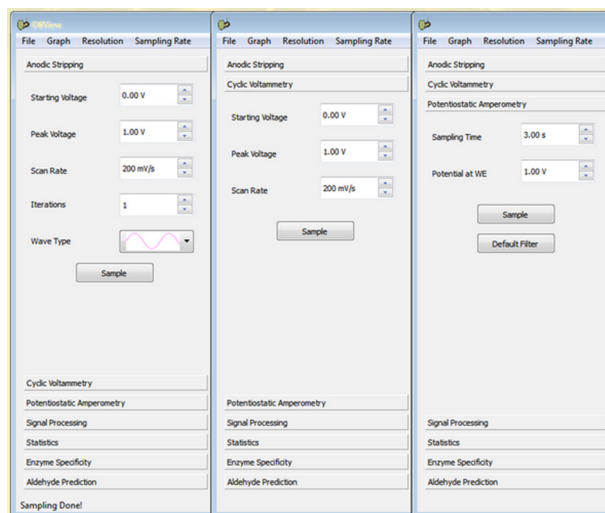 File Graph Resolution Sampling Rate
Anodic Stripping
Starting Voltage 0.00 V
Peak Voltage 1.00 V
Scan Rate 200 mV/s
Iterations 1
Wave Type
Sample
Cyclic Voltammetry
Potentiostatic Amperometry
Signal Processing
Statistics
Enzyme Specificity
Aldehyde Prediction
Sampling Done!
File Graph Resolution Sampling Rate
Anodic Stripping
Cyclic Voltammetry
Starting Voltage 0.00 V
Peak Voltage 1.00 V
Scan Rate 200 mV/s
Sample
Potentiostatic Amperometry
Signal Processing
Statistics
Enzyme Specificity
Aldehyde Prediction
File Graph Resolution Sampling Rate
Anodic Stripping
Cyclic Voltammetry
Potentiostatic Amperometry
Sampling Time 3.00 s
Potential at WE 1.00 V
Sample
Default Filter
Signal Processing
Statistics
Enzyme Specificity
Aldehyde Prediction